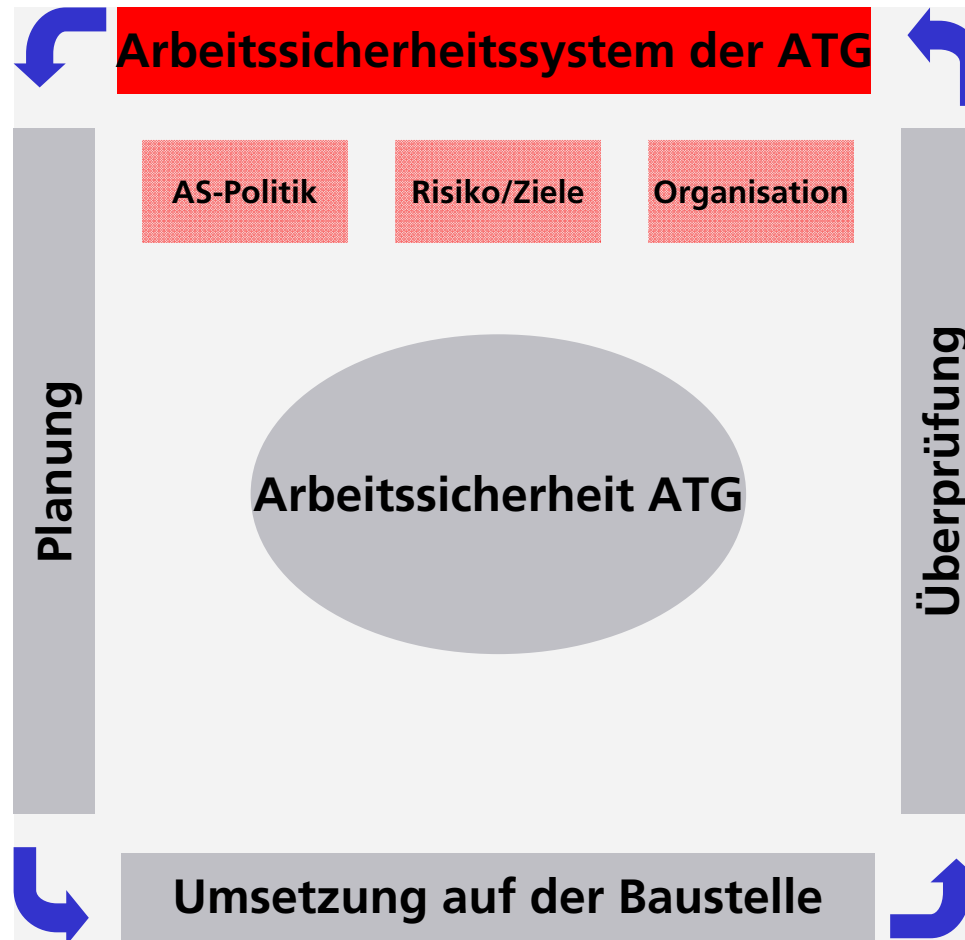 Arbeitssicherheitssystem der ATG
AS-Politik
Risiko/Ziele
Organisation
Planung
Arbeitssicherheit ATG
Überprüfung
Umsetzung auf der Baustelle